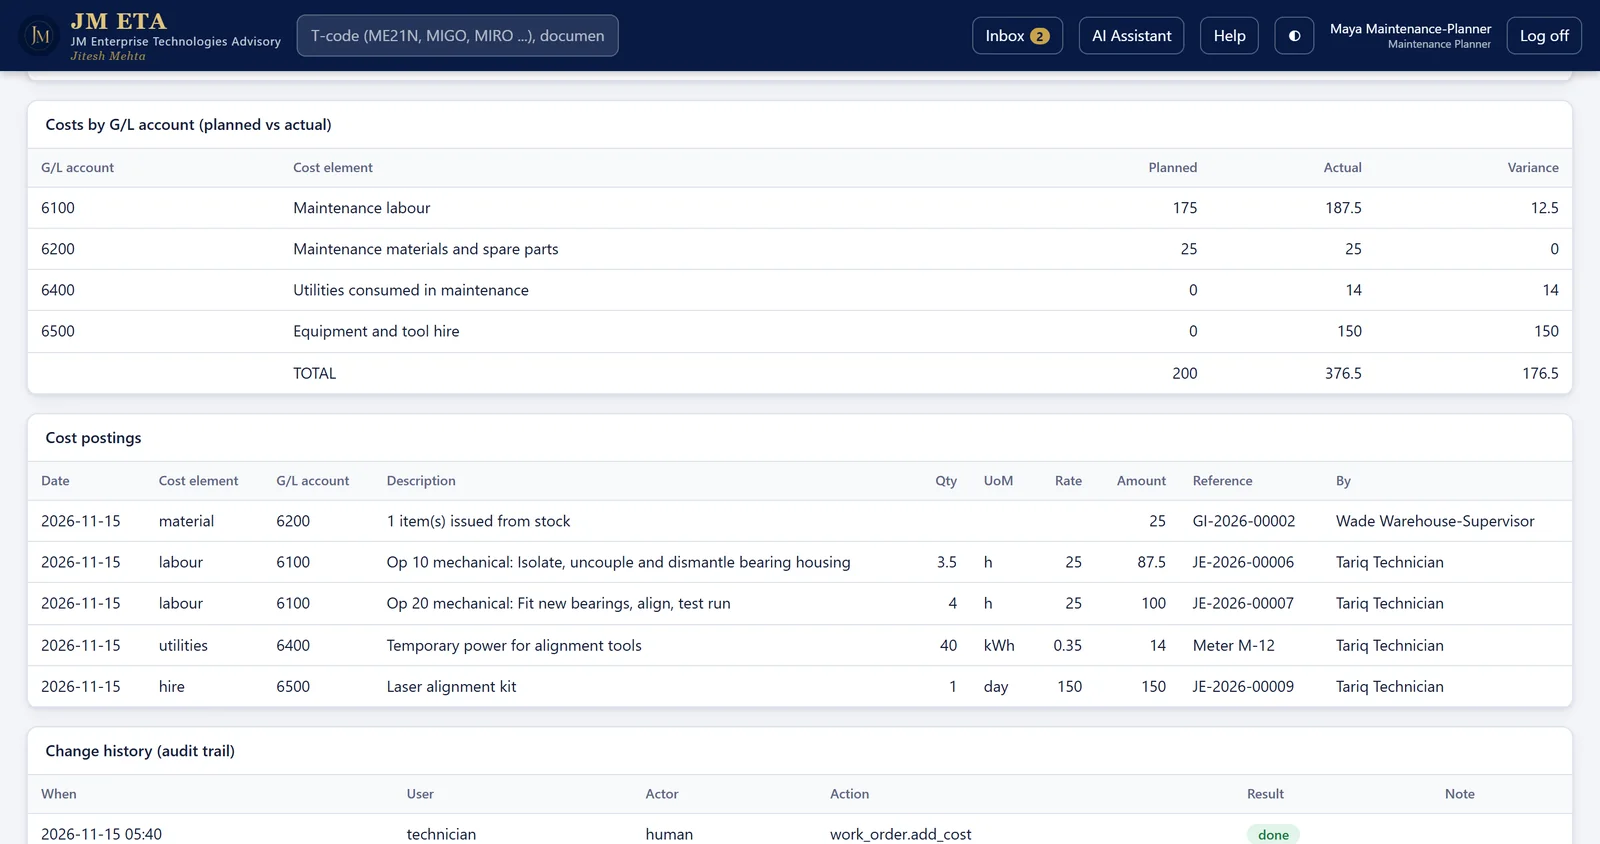 JM
JM ETA
JM Enterprise Technologies Advisory
Jitesh Mehta
T-code (ME21N, MIGO, MIRO ...), documen
Inbox 2
AI Assistant
Help
Maya Maintenance-Planner
Maintenance Planner
Log off
Costs by G/L account (planned vs actual)
G/L account Cost element Planned Actual Variance
6100 Maintenance labour 175 187.5 12.5
6200 Maintenance materials and spare parts 25 25 0
6400 Utilities consumed in maintenance 0 14 14
6500 Equipment and tool hire 0 150 150
TOTAL 200 376.5 176.5
Cost postings
Date Cost element G/L account Description Qty UoM Rate Amount Reference By
2026-11-15 material 6200 1 item(s) issued from stock 25 GI-2026-00002 Wade Warehouse-Supervisor
2026-11-15 labour 6100 Op 10 mechanical: Isolate, uncouple and dismantle bearing housing 3.5 h 25 87.5 JE-2026-00006 Tariq Technician
2026-11-15 labour 6100 Op 20 mechanical: Fit new bearings, align, test run 4 h 25 100 JE-2026-00007 Tariq Technician
2026-11-15 utilities 6400 Temporary power for alignment tools 40 kWh 0.35 14 Meter M-12 Tariq Technician
2026-11-15 hire 6500 Laser alignment kit 1 day 150 150 JE-2026-00009 Tariq Technician
Change history (audit trail)
When User Actor Action Result Note
2026-11-15 05:40 technician human work_order.add_cost done